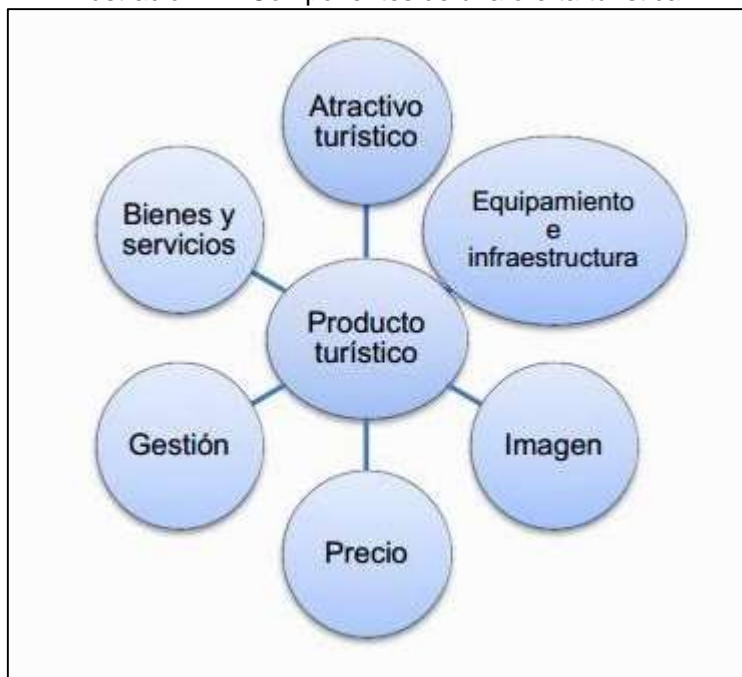 Atractivo
turístico
Equipamiento
e
infraestructura
Imagen
Precio
Gestión
Bienes y
servicios
Producto
turístico